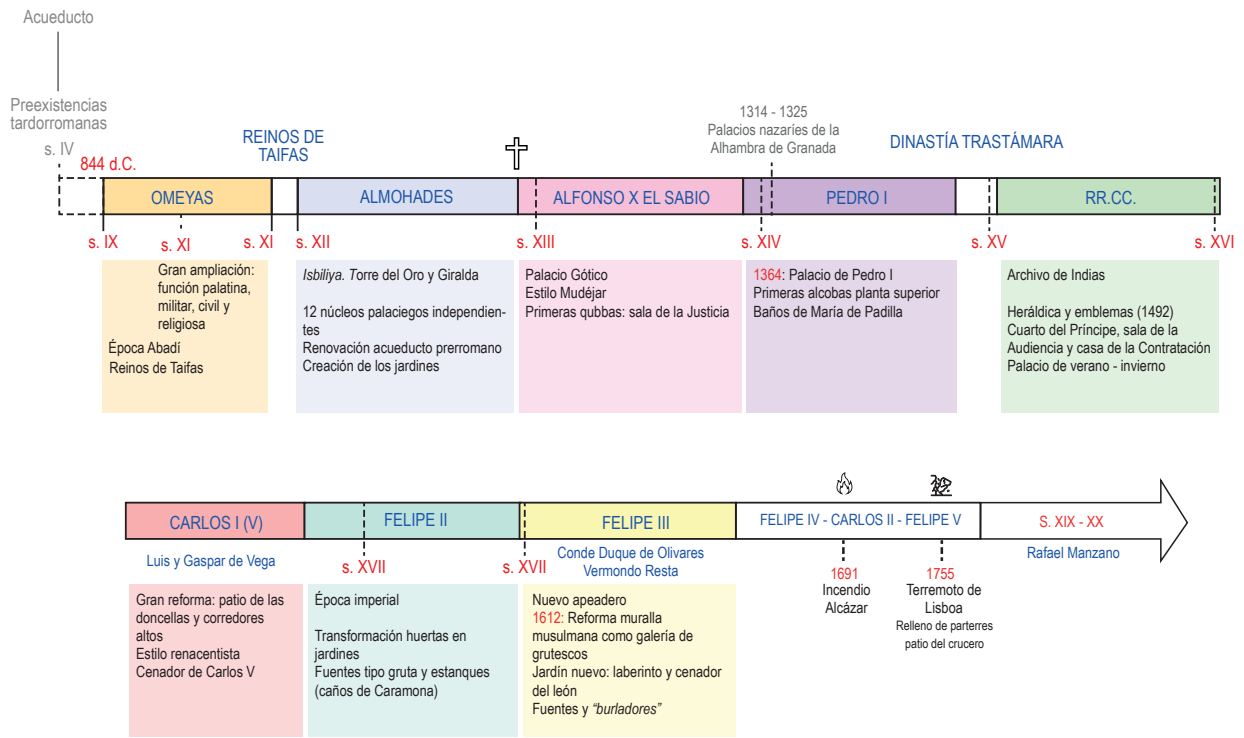 Acueducto
Preexistencias
tardorromanas
s. IV
844 d.C.
REINOS DE
TAIFAS
1314 - 1325
Palacios nazaríes de la
Alhambra de Granada
DINASTÍA TRASTÁMARA
OMEYAS
ALMOHADES
ALFONSO X EL SABIO
PEDRO I
RR.CC.
s. IX
s. XI
s. XI
s. XII
s. XIII
s. XIV
s. XV
s. XVI
Gran ampliación:
función palatina,
militar, civil y
religiosa
Época Abadí
Reinos de Taifas
Isbiliya. Torre del Oro y Giralda
12 núcleos palaciegos independien-
tes
Renovación acueducto prerromano
Creación de los jardines
Palacio Gótico
Estilo Mudéjar
Primeras qubbas: sala de la Justicia
1364: Palacio de Pedro I
Primeras alcobas planta superior
Baños de María de Padilla
Archivo de Indias
Heráldica y emblemas (1492)
Cuarto del Príncipe, sala de la
Audiencia y casa de la Contratación
Palacio de verano - invierno
CARLOS I (V)
FELIPE II
FELIPE III
FELIPE IV - CARLOS II - FELIPE V
S. XIX - XX
Luis y Gaspar de Vega
s. XVII
s. XVII
Conde Duque de Olivares
Vermondo Resta
1691
Incendio
Alcázar
1755
Terremoto de
Lisboa
Relleno de parterres
patio del crucero
Rafael Manzano
Gran reforma: patio de las
doncellas y corredores
altos
Estilo renacentista
Cenador de Carlos V
Época imperial
Transformación huertas en
jardines
Fuentes tipo gruta y estanques
(caños de Caramona)
Nuevo apeadero
1612: Reforma muralla
musulmana como galería de
grutescos
Jardín nuevo: laberinto y cenador
del león
Fuentes y "burladores"